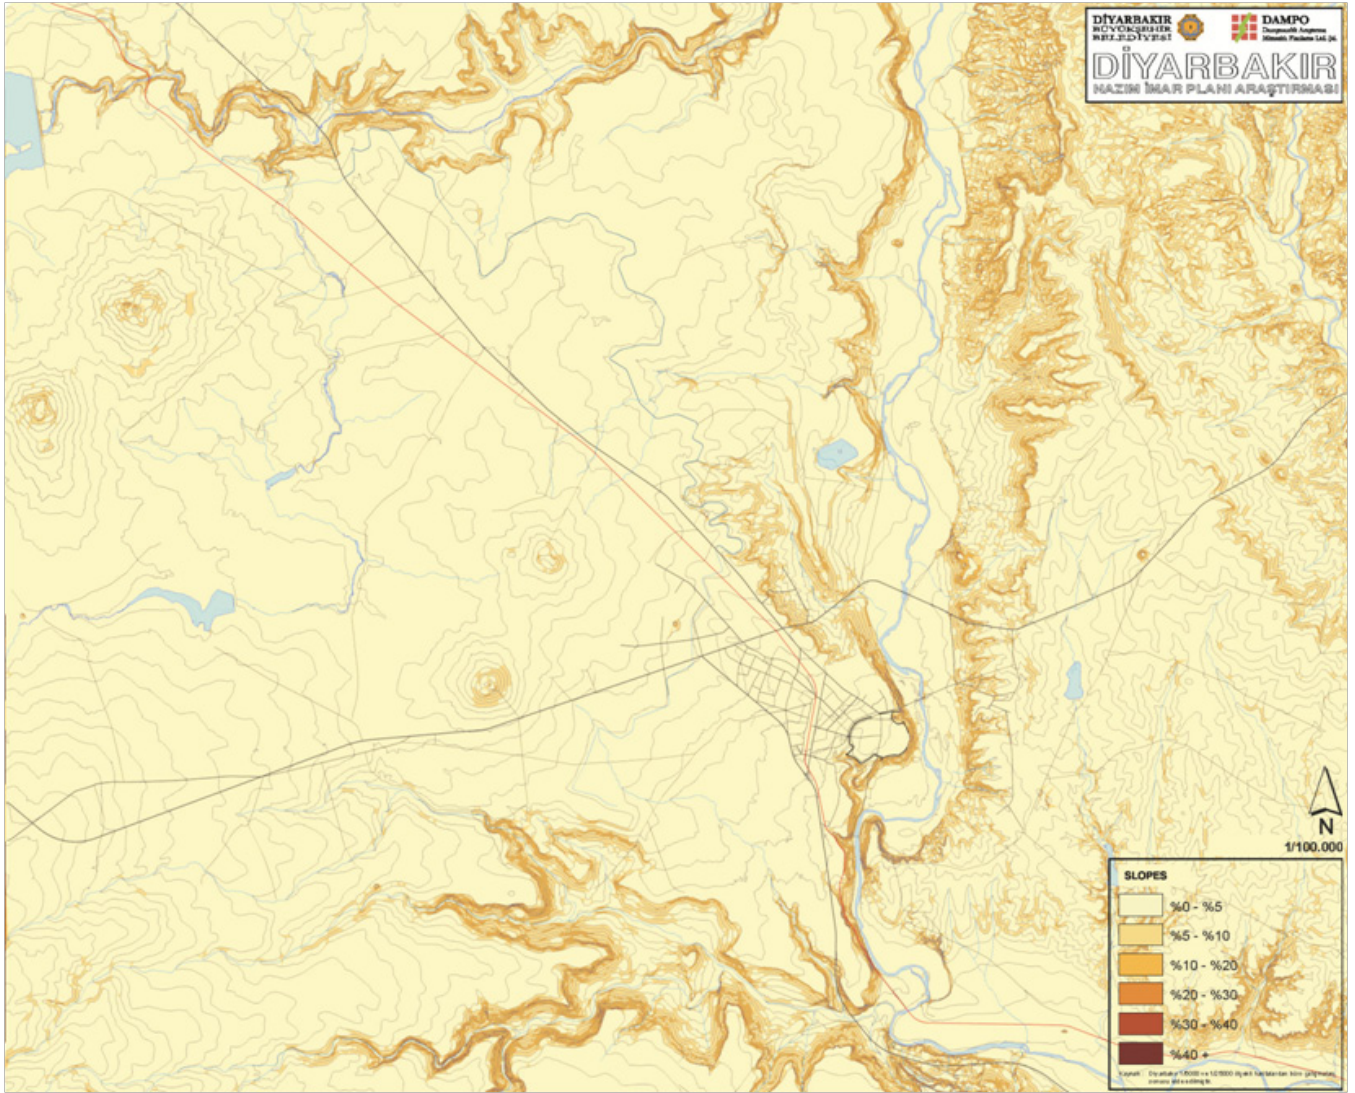 DİYARBAKIR
BÜYÜKŞEHİR
BELEDİYESİ
DAMPO
DİYARBAKIR
NAZIM İMAR PLANI ARAŞTIRMASI
N
1/100.000
SLOPES
%0 - %5
%5 - %10
%10 - %20
%20 - %30
%30 - %40
%40 +